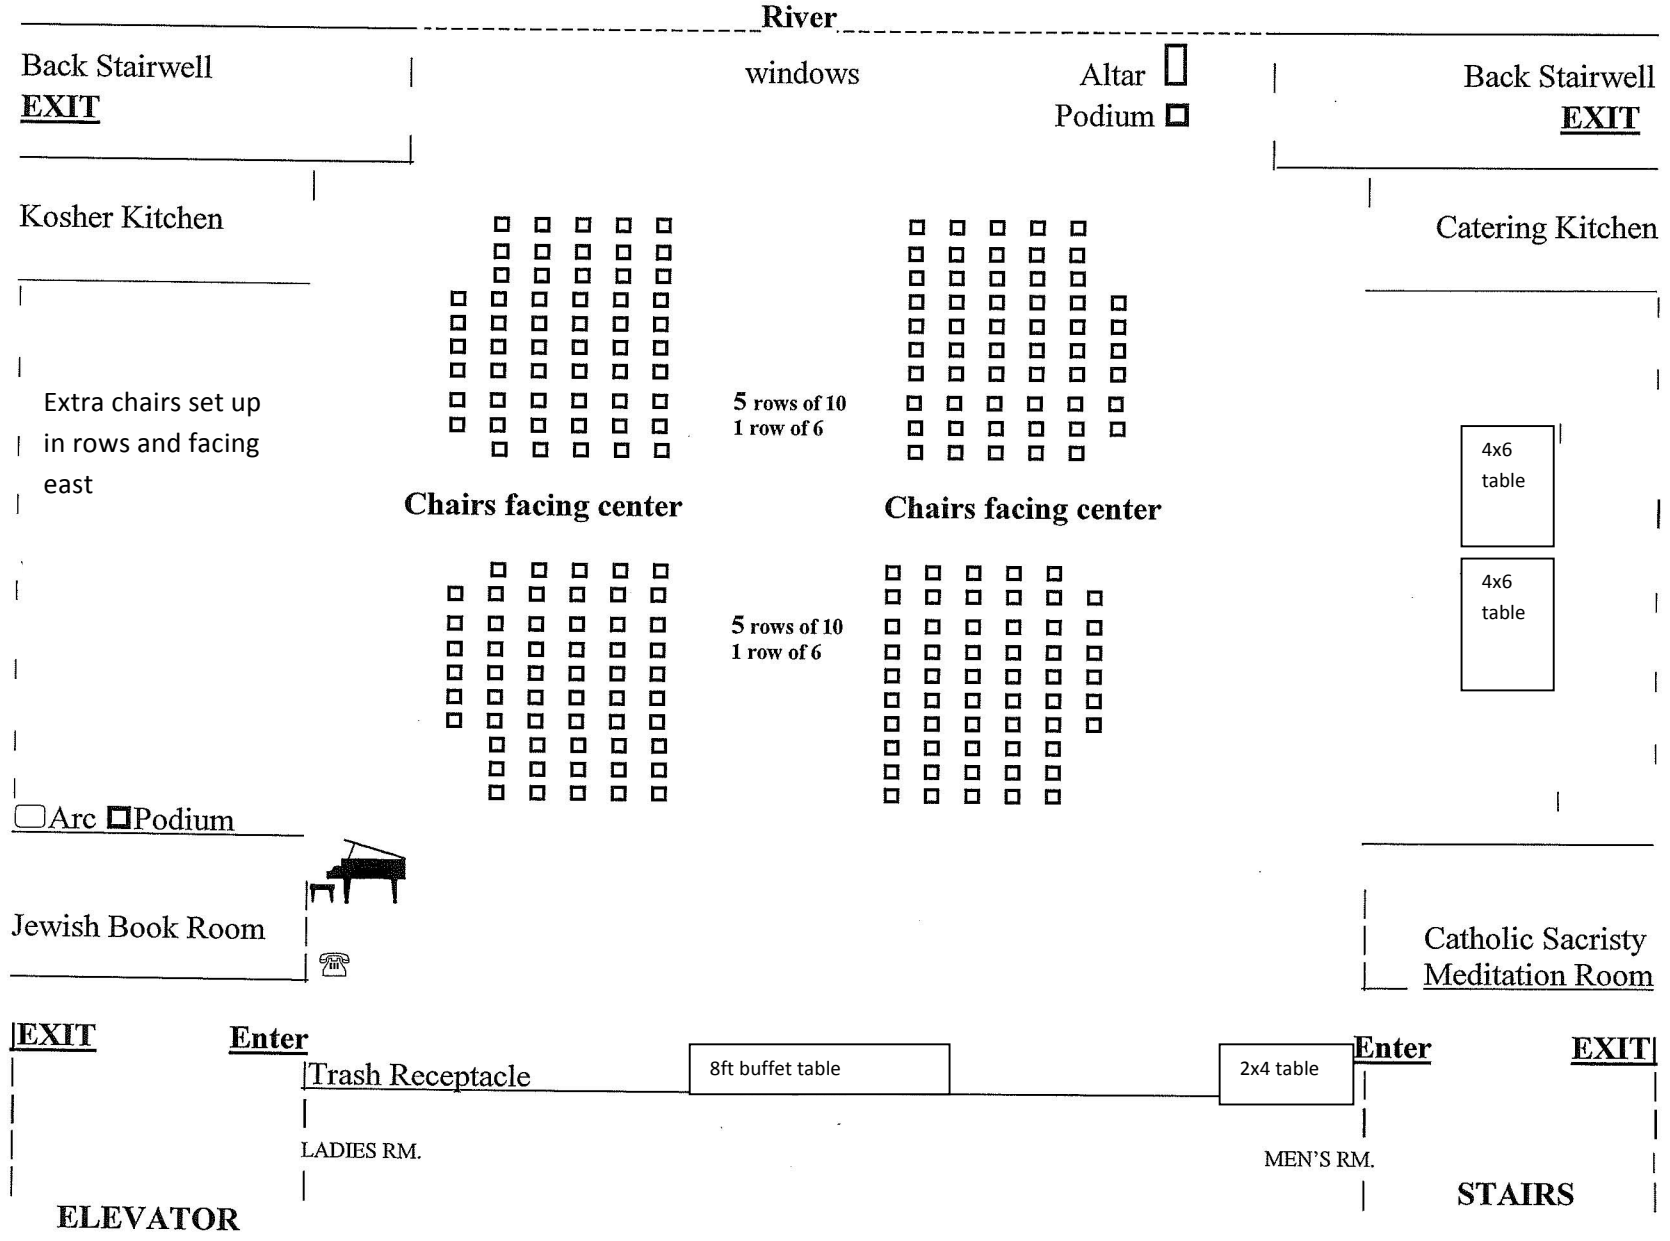 River
Back Stairwell
EXIT
windows
Altar
Podium
Back Stairwell
EXIT
Kosher Kitchen
Catering Kitchen
Extra chairs set up
in rows and facing
east
5 rows of 10
1 row of 6
4x6
table
Chairs facing center
Chairs facing center
4x6
table
5 rows of 10
1 row of 6
Arc Podium
Jewish Book Room
Catholic Sacristy
Meditation Room
EXIT Enter
Enter EXIT
Trash Receptacle
8ft buffet table
2x4 table
LADIES RM.
MEN'S RM.
ELEVATOR
STAIRS